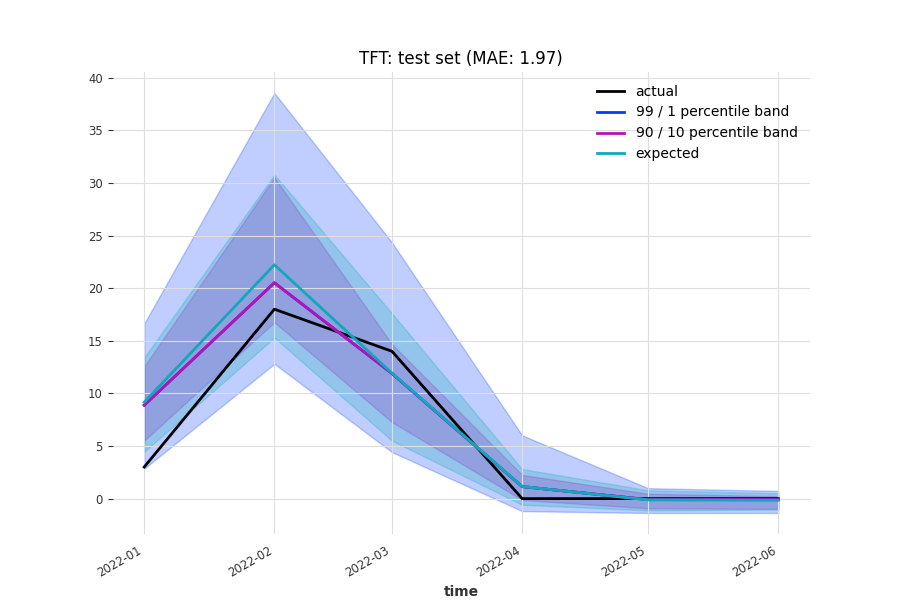 TFT: test set (MAE: 1.97)
actual
99 / 1 percentile band
90 / 10 percentile band
expected
40
35
30
25
20
15
10
5
0
2022-01
2022-02
2022-03
2022-04
2022-05
2022-06
time